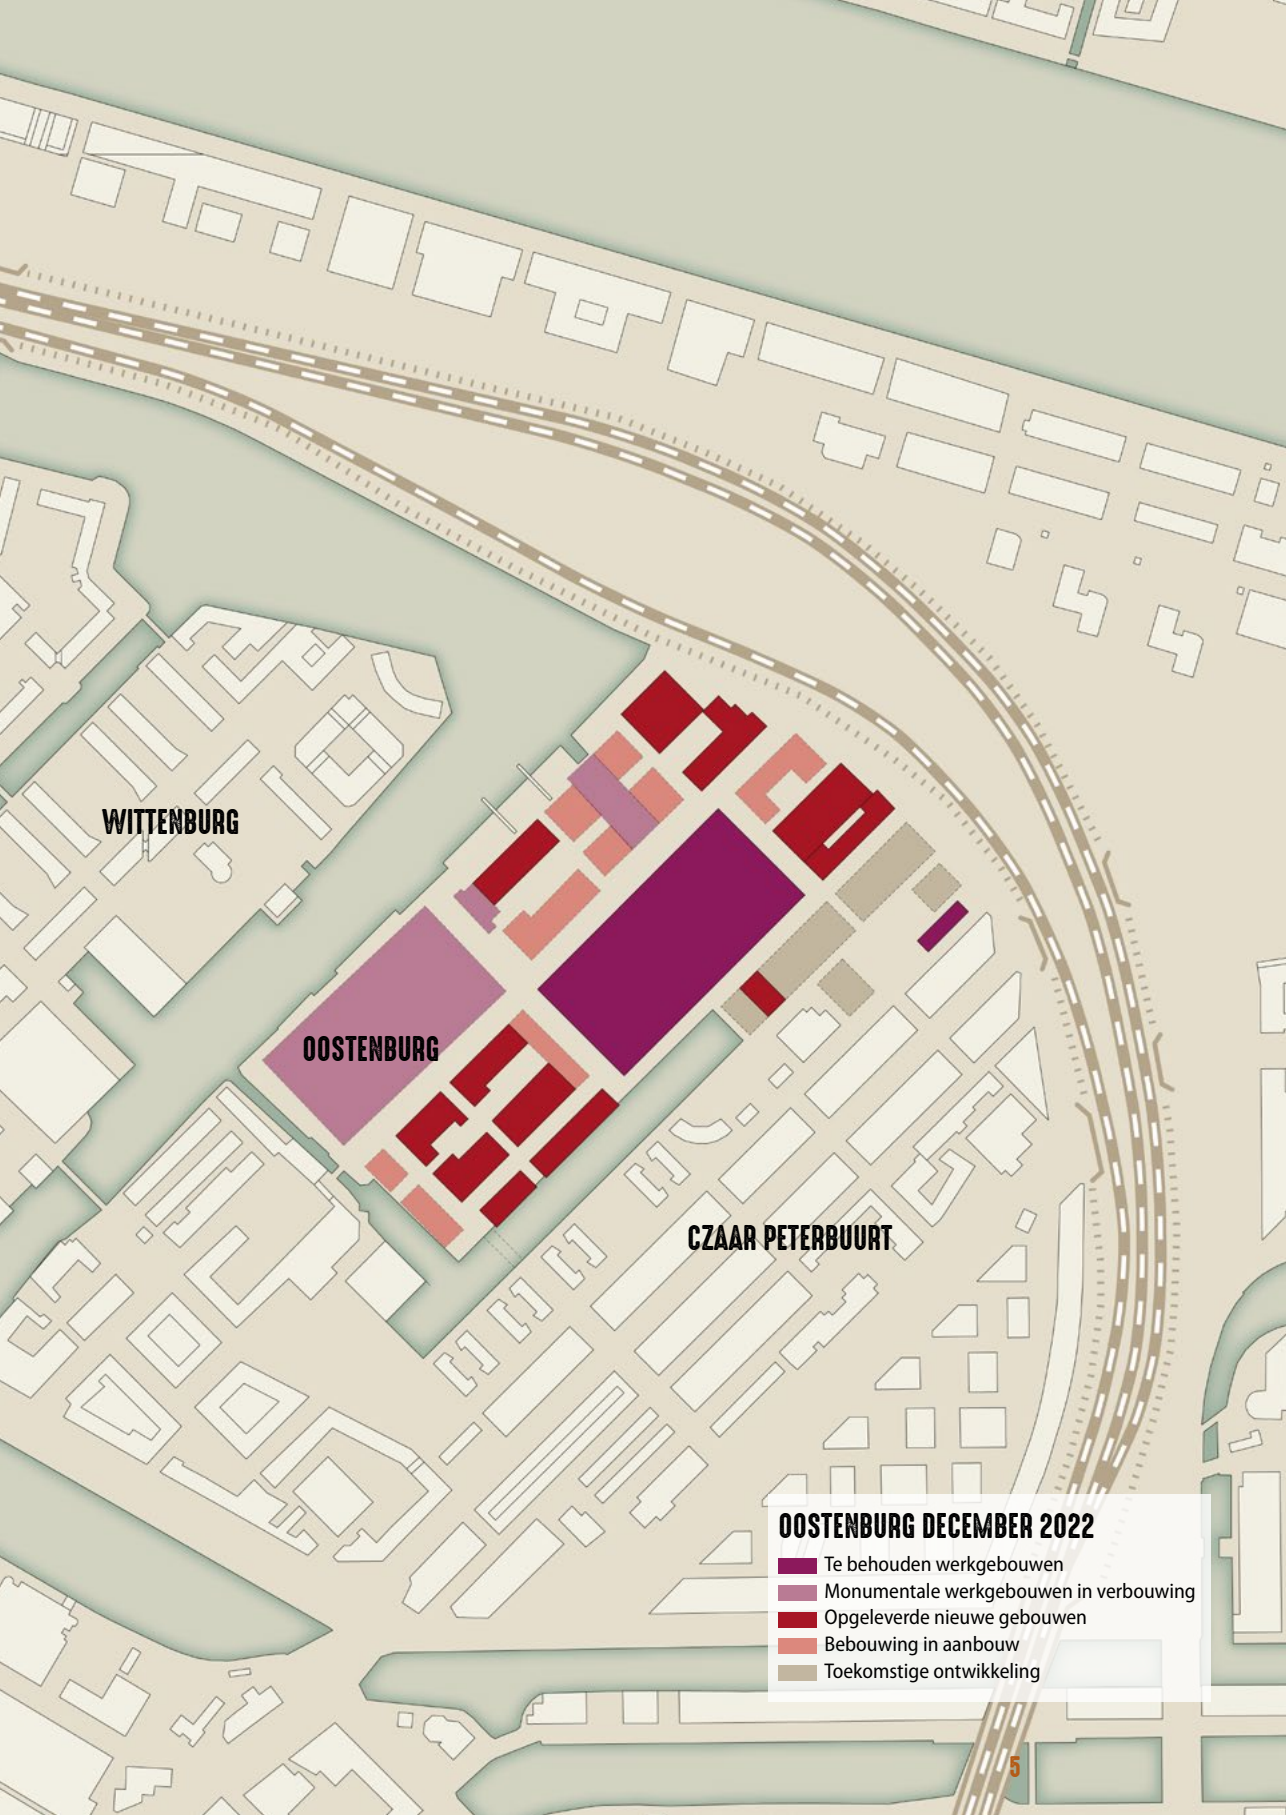 WITTENBURG
OOSTENBURG
CZAAR PETERBUURT
OOSTENBURG DECEMBER 2022
Te behouden werkgebouwen
Monumentale werkgebouwen in verbouwing
Opgeleverde nieuwe gebouwen
Bebouwing in aanbouw
Toekomstige ontwikkeling
5